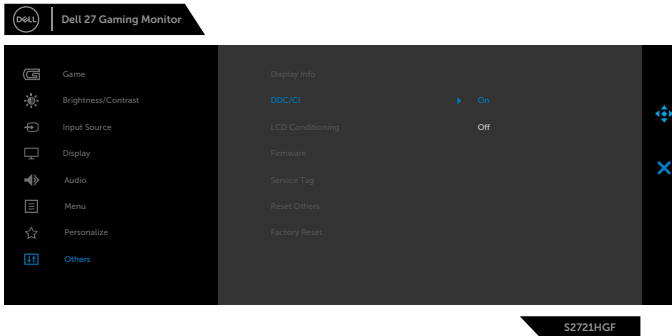 DELL
Dell 27 Gaming Monitor
Game
Brightness/Contrast
Input Source
Display
Audio
Menu
Personalize
Others
Display Info
DDC/CI
On
LCD Conditioning
Off
Firmware
Service Tag
Reset Others
Factory Reset
S2721HGF